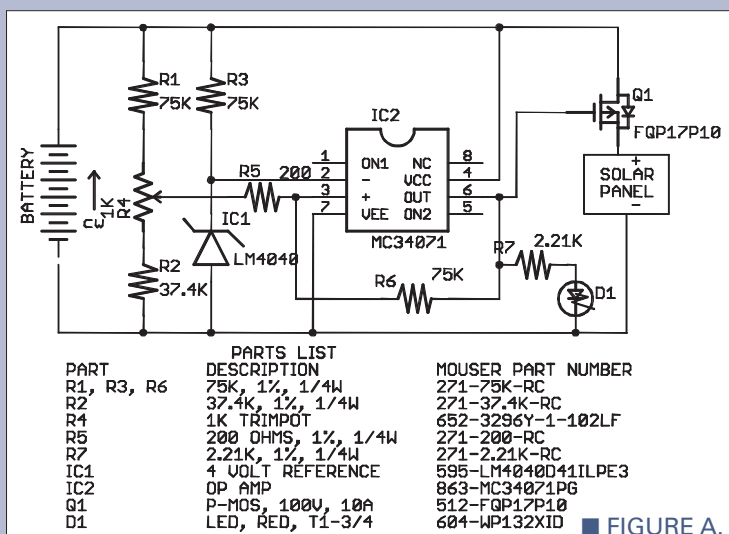 R1
75K
R3
75K
IC2
Q1
FQP17P10
BATTERY
CW
1K
R4
R5 200
1 ON1 NC 8
2 - VCC 4
3 + OUT 6
7 VEE ON2 5
MC34071
+
SOLAR
PANEL
-
IC1
LM4040
R2
37.4K
R6 75K
R7 2.21K
D1
PARTS LIST
PART DESCRIPTION MOUSER PART NUMBER
R1, R3, R6 75K, 1%, 1/4W 271-75K-RC
R2 37.4K, 1%, 1/4W 271-37.4K-RC
R4 1K TRIMPOT 652-3296Y-1-102LF
R5 200 OHMS, 1%, 1/4W 271-200-RC
R7 2.21K, 1%, 1/4W 271-2.21K-RC
IC1 4 VOLT REFERENCE 595-LM4040D41ILPE3
IC2 OP AMP 863-MC34071PG
Q1 P-MOS, 100V, 10A 512-FQP17P10
D1 LED, RED, T1-3/4 604-WP132XID
■ FIGURE A.